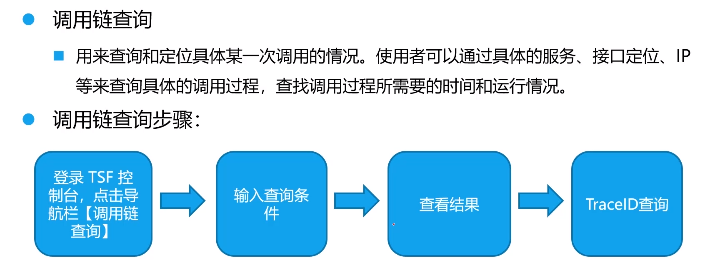 调用链查询
用来查询和定位具体某一次调用的情况。使用者可以通过具体的服务、接口定位、IP
等来查询具体的调用过程，查找调用过程所需要的时间和运行情况。
调用链查询步骤：
登录 TSF 控
制台，点击导
航栏【调用链
查询】
输入查询条
件
查看结果
TraceID查询